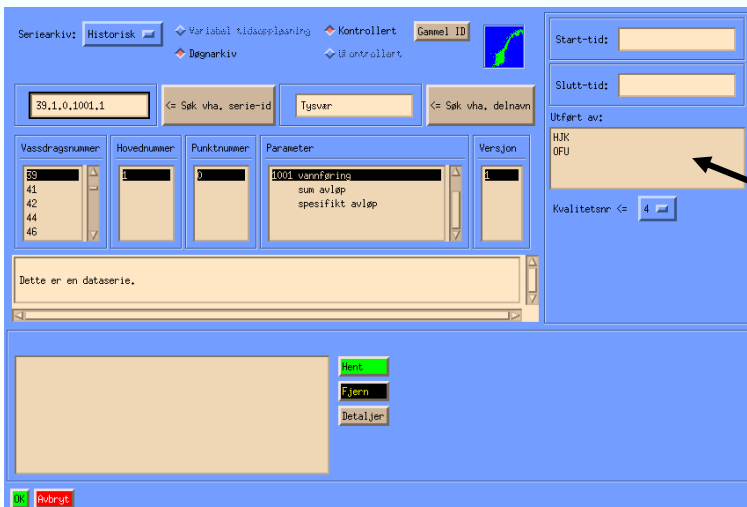 Seriearkiv: Historisk
Variabel tidsoppløsning
Kontrollert
Gammel ID
Døgnarkiv
Ukontrollert
Start-tid:
Slutt-tid:
39.1.0.1001.1
<= Søk vha. serie-id
Tysvær
<= Søk vha. delnavn
Utført av:
HJK
OFU
Vassdragsnummer
Hovednummer
Punktnummer
Parameter
Versjon
39
41
42
44
46
1
0
1001 vannføring
sum avløp
spesifikt avløp
1
Kvalitetsnr <= 4
Dette er en dataserie.
Hent
Fjern
Detaljer
OK
Avbryt